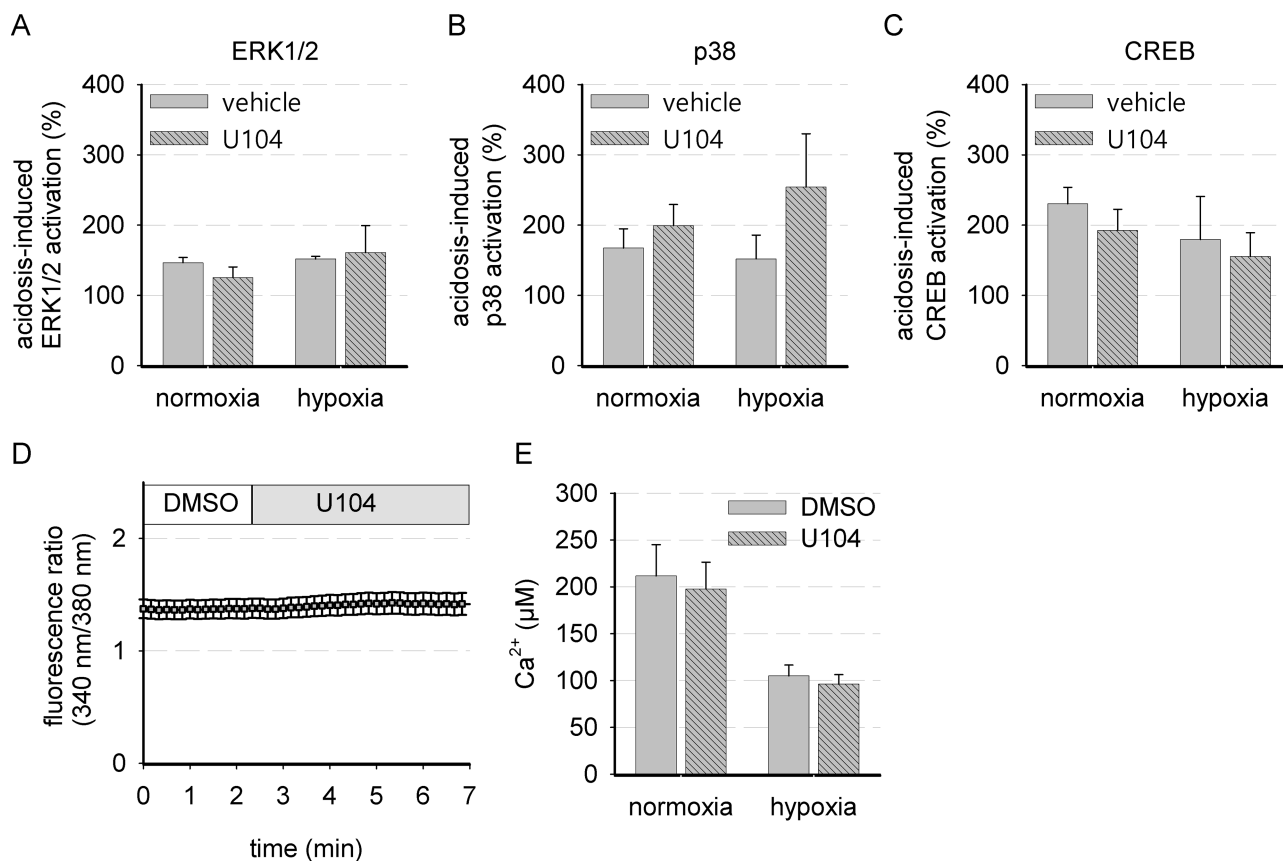 A
ERK1/2
acidosis-induced
ERK1/2 activation (%)
400
300
200
100
0
vehicle
U104
normoxia
hypoxia
B
p38
acidosis-induced
p38 activation (%)
400
300
200
100
0
vehicle
U104
normoxia
hypoxia
C
CREB
acidosis-induced
CREB activation (%)
400
300
200
100
0
vehicle
U104
normoxia
hypoxia
D
fluorescence ratio
(340 nm/380 nm)
DMSO
U104
2
1
0
0 1 2 3 4 5 6 7
time (min)
E
Ca²⁺ (µM)
300
250
200
150
100
50
0
DMSO
U104
normoxia
hypoxia